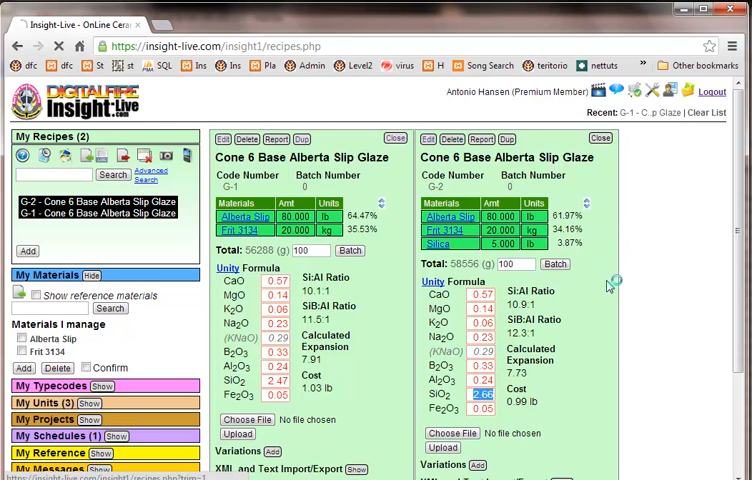 Insight-Live - OnLine Cera
https://insight-live.com/insight1/recipes.php
dfc dfc St st SQL Ins Ins Pla Admin Level2 virus H Song Search teritorio nettuts » Other bookmarks
DIGITALFIRE
Insight-Live
Antonio Hansen (Premium Member) Logout
Recent: G-1 - C..p Glaze | Clear List
My Recipes (2)
Search Advanced Search
G-2 - Cone 6 Base Alberta Slip Glaze
G-1 - Cone 6 Base Alberta Slip Glaze
Add
My Materials Hide
Show reference materials
Search
Materials I manage
Alberta Slip
Frit 3134
Add Delete Confirm
My Typecodes Show
My Units (3) Show
My Projects Show
My Schedules (1) Show
My Reference Show
My Messages Show
Edit Delete Report Dup Close
Cone 6 Base Alberta Slip Glaze
Code Number Batch Number
G-1 0
Materials Amt Units
Alberta Slip 80.000 lb 64.47%
Frit 3134 20.000 kg 35.53%
Total: 56288 (g) 100 Batch
Unity Formula
CaO 0.57
MgO 0.14
K2O 0.06
Na2O 0.23
(KNaO) 0.29
B2O3 0.33
Al2O3 0.24
SiO2 2.47
Fe2O3 0.05
Si:Al Ratio
10.1:1
SiB:Al Ratio
11.5:1
Calculated
Expansion
7.91
Cost
1.03 lb
Choose File No file chosen
Upload
Variations Add
XML and Text Import/Export Show
Edit Delete Report Dup Close
Cone 6 Base Alberta Slip Glaze
Code Number Batch Number
G-2 0
Materials Amt Units
Alberta Slip 80.000 lb 61.97%
Frit 3134 20.000 kg 34.16%
Silica 5.000 lb 3.87%
Total: 58556 (g) 100 Batch
Unity Formula
CaO 0.57
MgO 0.14
K2O 0.06
Na2O 0.23
(KNaO) 0.29
B2O3 0.33
Al2O3 0.24
SiO2 2.66
Fe2O3 0.05
Si:Al Ratio
10.9:1
SiB:Al Ratio
12.3:1
Calculated
Expansion
7.73
Cost
0.99 lb
Choose File No file chosen
Upload
Variations Add
https://insight-live.com/insight1/recipes.php?trim=1